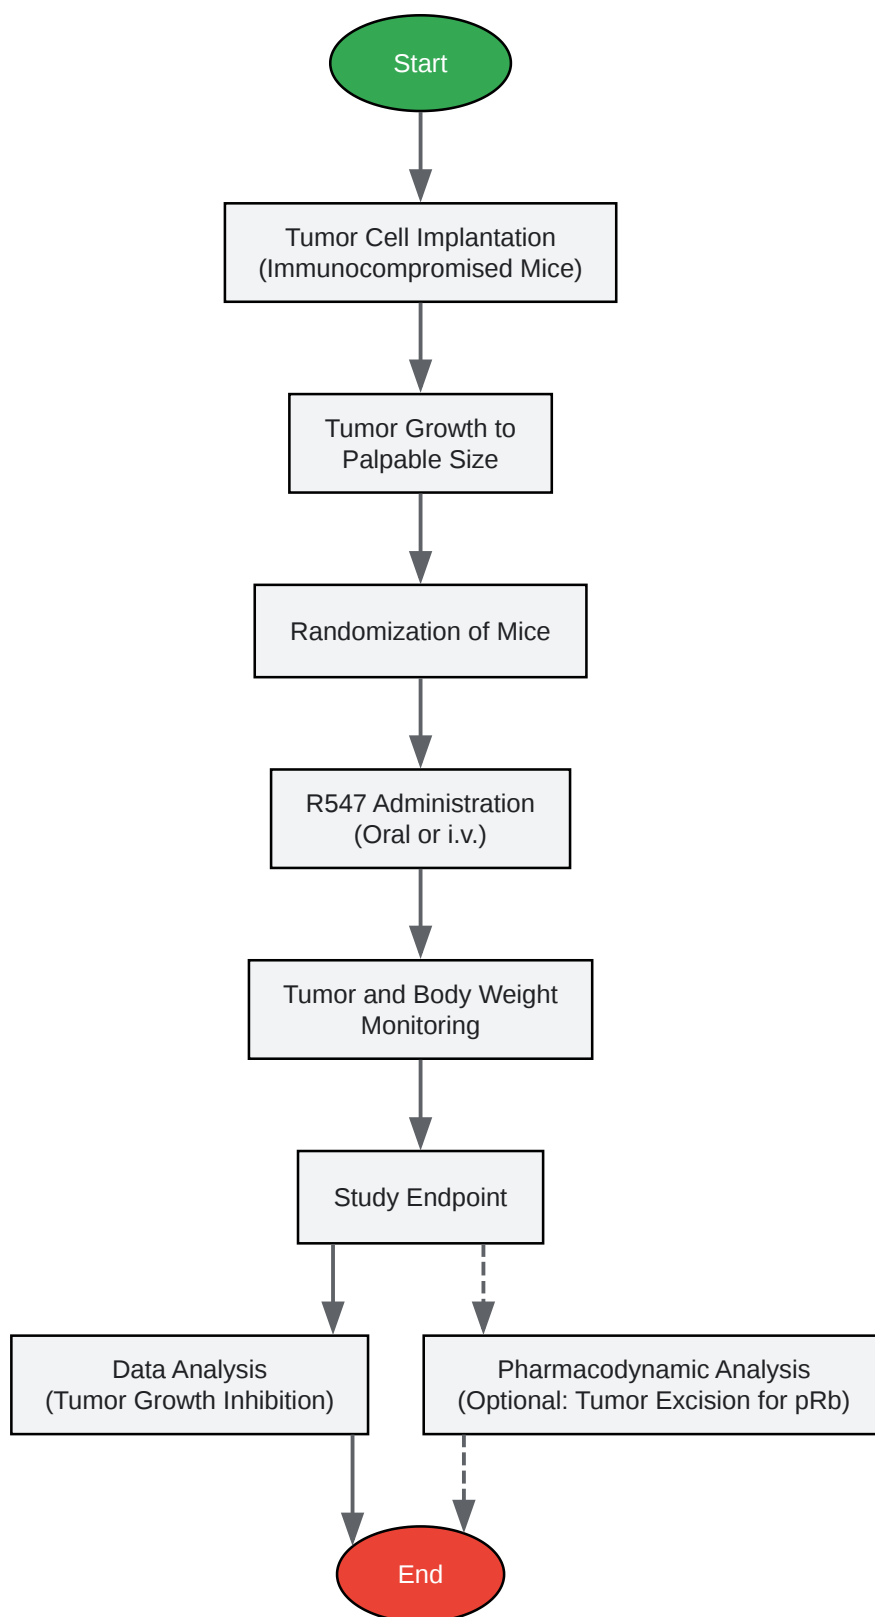 Start
Tumor Cell Implantation
(Immunocompromised Mice)
Tumor Growth to
Palpable Size
Randomization of Mice
R547 Administration
(Oral or i.v.)
Tumor and Body Weight
Monitoring
Study Endpoint
Data Analysis
(Tumor Growth Inhibition)
Pharmacodynamic Analysis
(Optional: Tumor Excision for pRb)
End